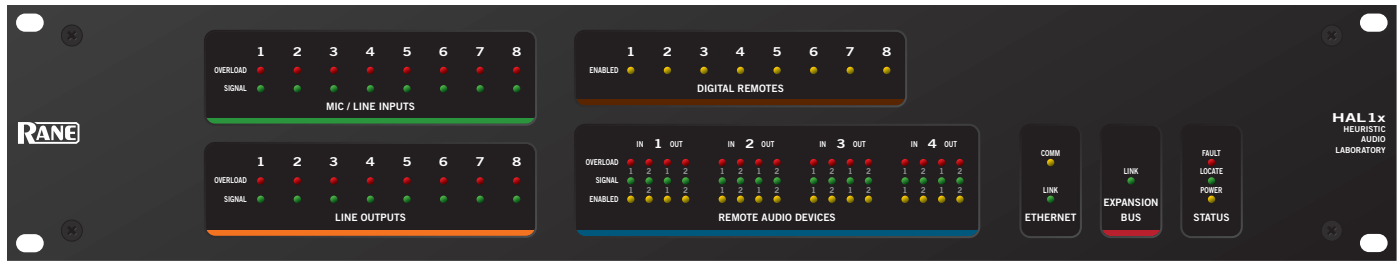 1 2 3 4 5 6 7 8
OVERLOAD
SIGNAL
MIC / LINE INPUTS
1 2 3 4 5 6 7 8
ENABLED
DIGITAL REMOTES
RANE
1 2 3 4 5 6 7 8
OVERLOAD
SIGNAL
LINE OUTPUTS
IN 1 OUT IN 2 OUT IN 3 OUT IN 4 OUT
OVERLOAD
1 2 1 2 1 2 1 2 1 2 1 2 1 2 1 2
SIGNAL
1 2 1 2 1 2 1 2 1 2 1 2 1 2 1 2
ENABLED
REMOTE AUDIO DEVICES
COMM
LINK
ETHERNET
LINK
EXPANSION
BUS
FAULT
LOCATE
POWER
STATUS
HAL1x
HEURISTIC
AUDIO
LABORATORY